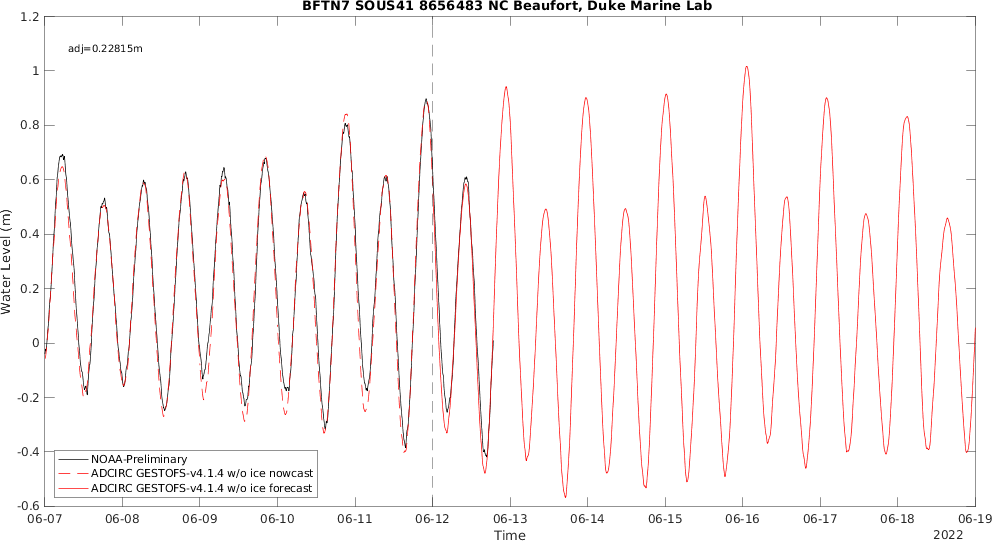 BFTN7 SOUS41 8656483 NC Beaufort, Duke Marine Lab
adj=0.22815m
1.2
1
0.8
0.6
0.4
0.2
0
-0.2
-0.4
-0.6
Water Level (m)
NOAA-Preliminary
ADCIRC GESTOFS-v4.1.4 w/o ice nowcast
ADCIRC GESTOFS-v4.1.4 w/o ice forecast
06-07 06-08 06-09 06-10 06-11 06-12 06-13 06-14 06-15 06-16 06-17 06-18 06-19
Time
2022